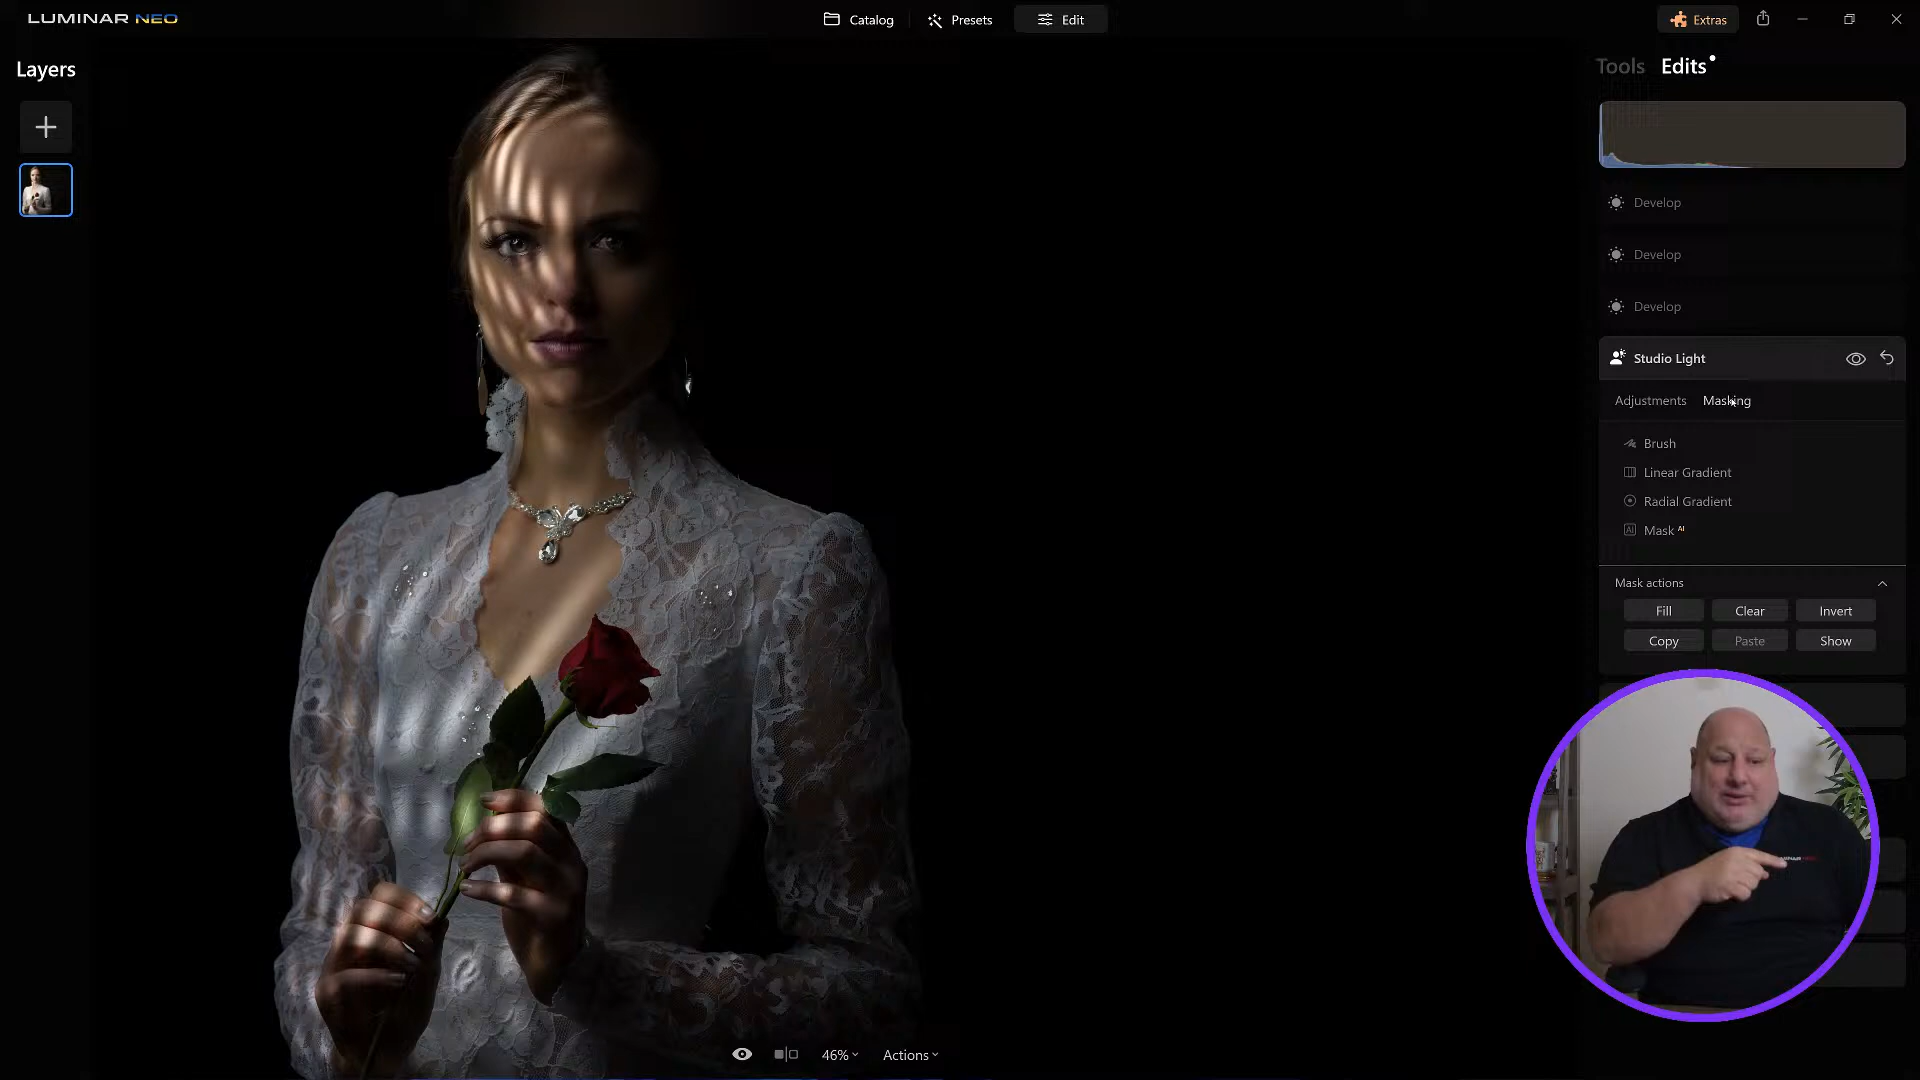 LUMINAR NEO
Catalog
Presets
Edit
Extras
Layers
Tools
Edits
Develop
Develop
Develop
Studio Light
Adjustments
Masking
Brush
Linear Gradient
Radial Gradient
Mask AI
Mask actions
Fill
Clear
Invert
Copy
Paste
Show
46%
Actions